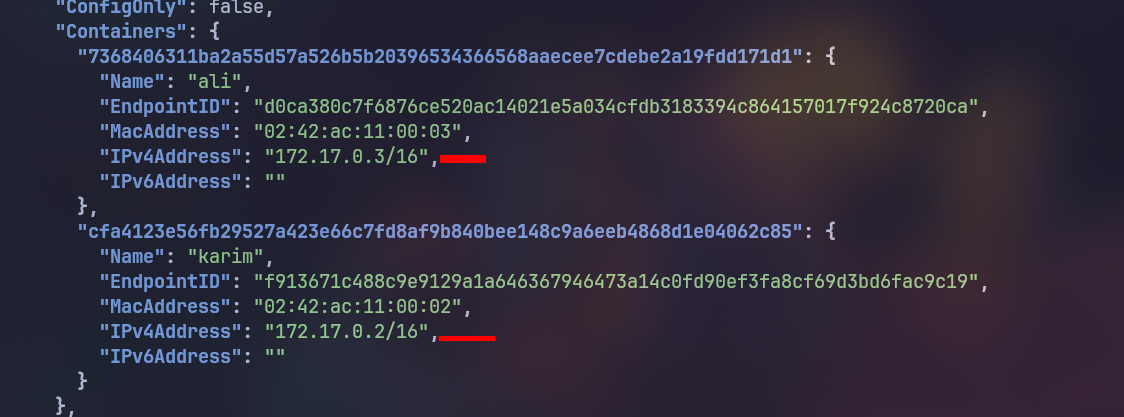 "ConfigOnly": false,
"Containers": {
"7368406311ba2a55d57a526b5b20396534366568aaecee7cdebe2a19fdd171d1": {
"Name": "ali",
"EndpointID": "d0ca380c7f6876ce520ac14021e5a034cfdb3183394c864157017f924c8720ca",
"MacAddress": "02:42:ac:11:00:03",
"IPv4Address": "172.17.0.3/16",
"IPv6Address": ""
},
"cfa4123e56fb29527a423e66c7fd8af9b840bee148c9a6eeb4868d1e04062c85": {
"Name": "karim",
"EndpointID": "f913671c488c9e9129a1a646367946473a14c0fd90ef3fa8cf69d3bd6fac9c19",
"MacAddress": "02:42:ac:11:00:02",
"IPv4Address": "172.17.0.2/16",
"IPv6Address": ""
}
},